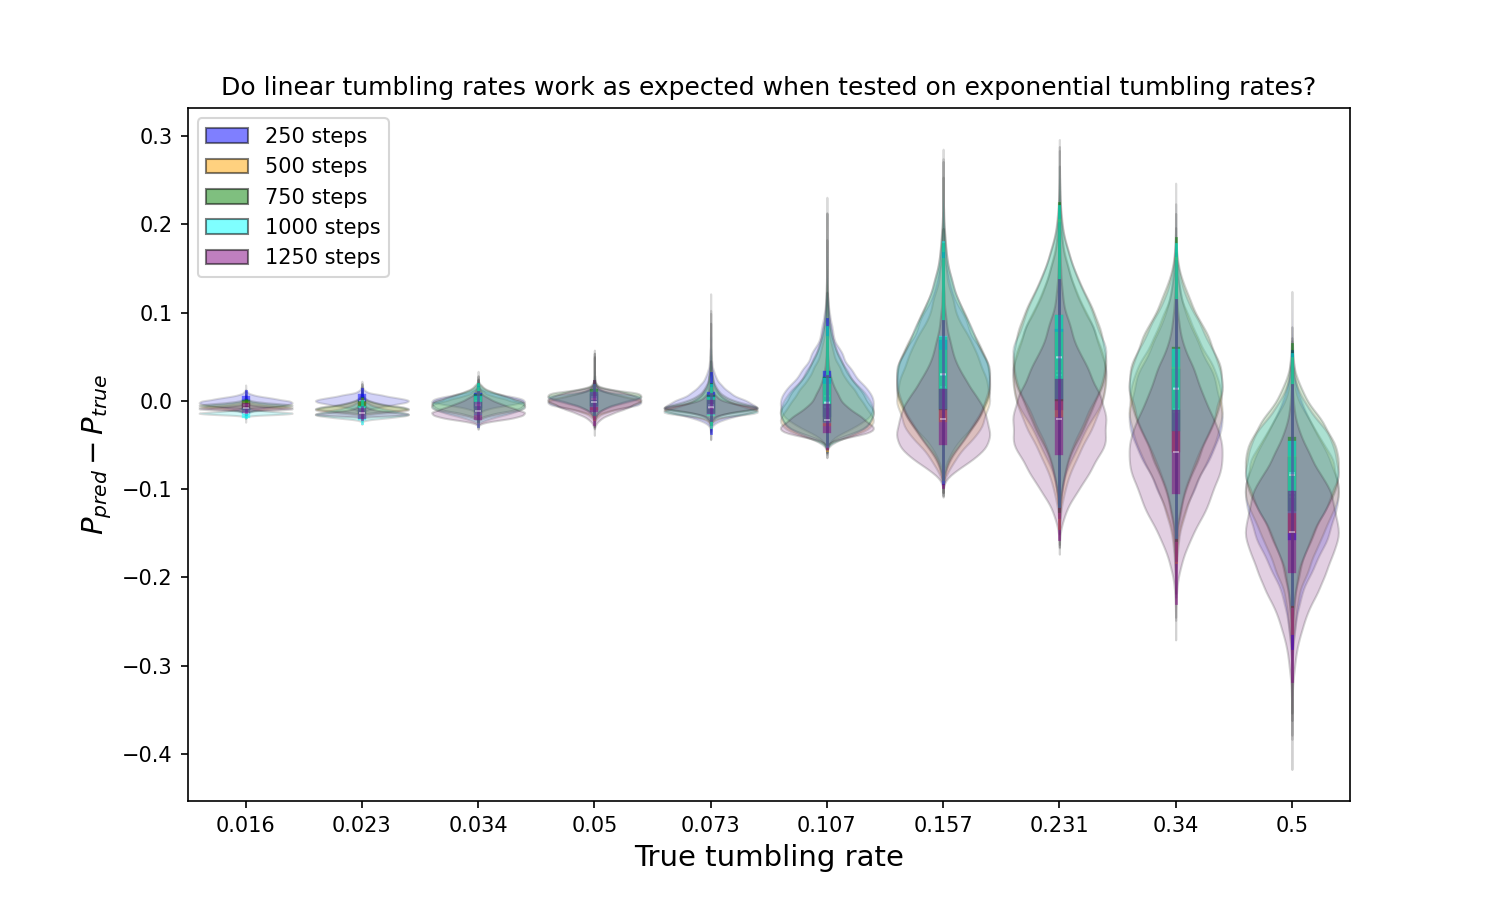 Do linear tumbling rates work as expected when tested on exponential tumbling rates?
250 steps
500 steps
750 steps
1000 steps
1250 steps
0.3
0.2
0.1
0.0
−0.1
−0.2
−0.3
−0.4
P_pred − P_true
0.016 0.023 0.034 0.05 0.073 0.107 0.157 0.231 0.34 0.5
True tumbling rate